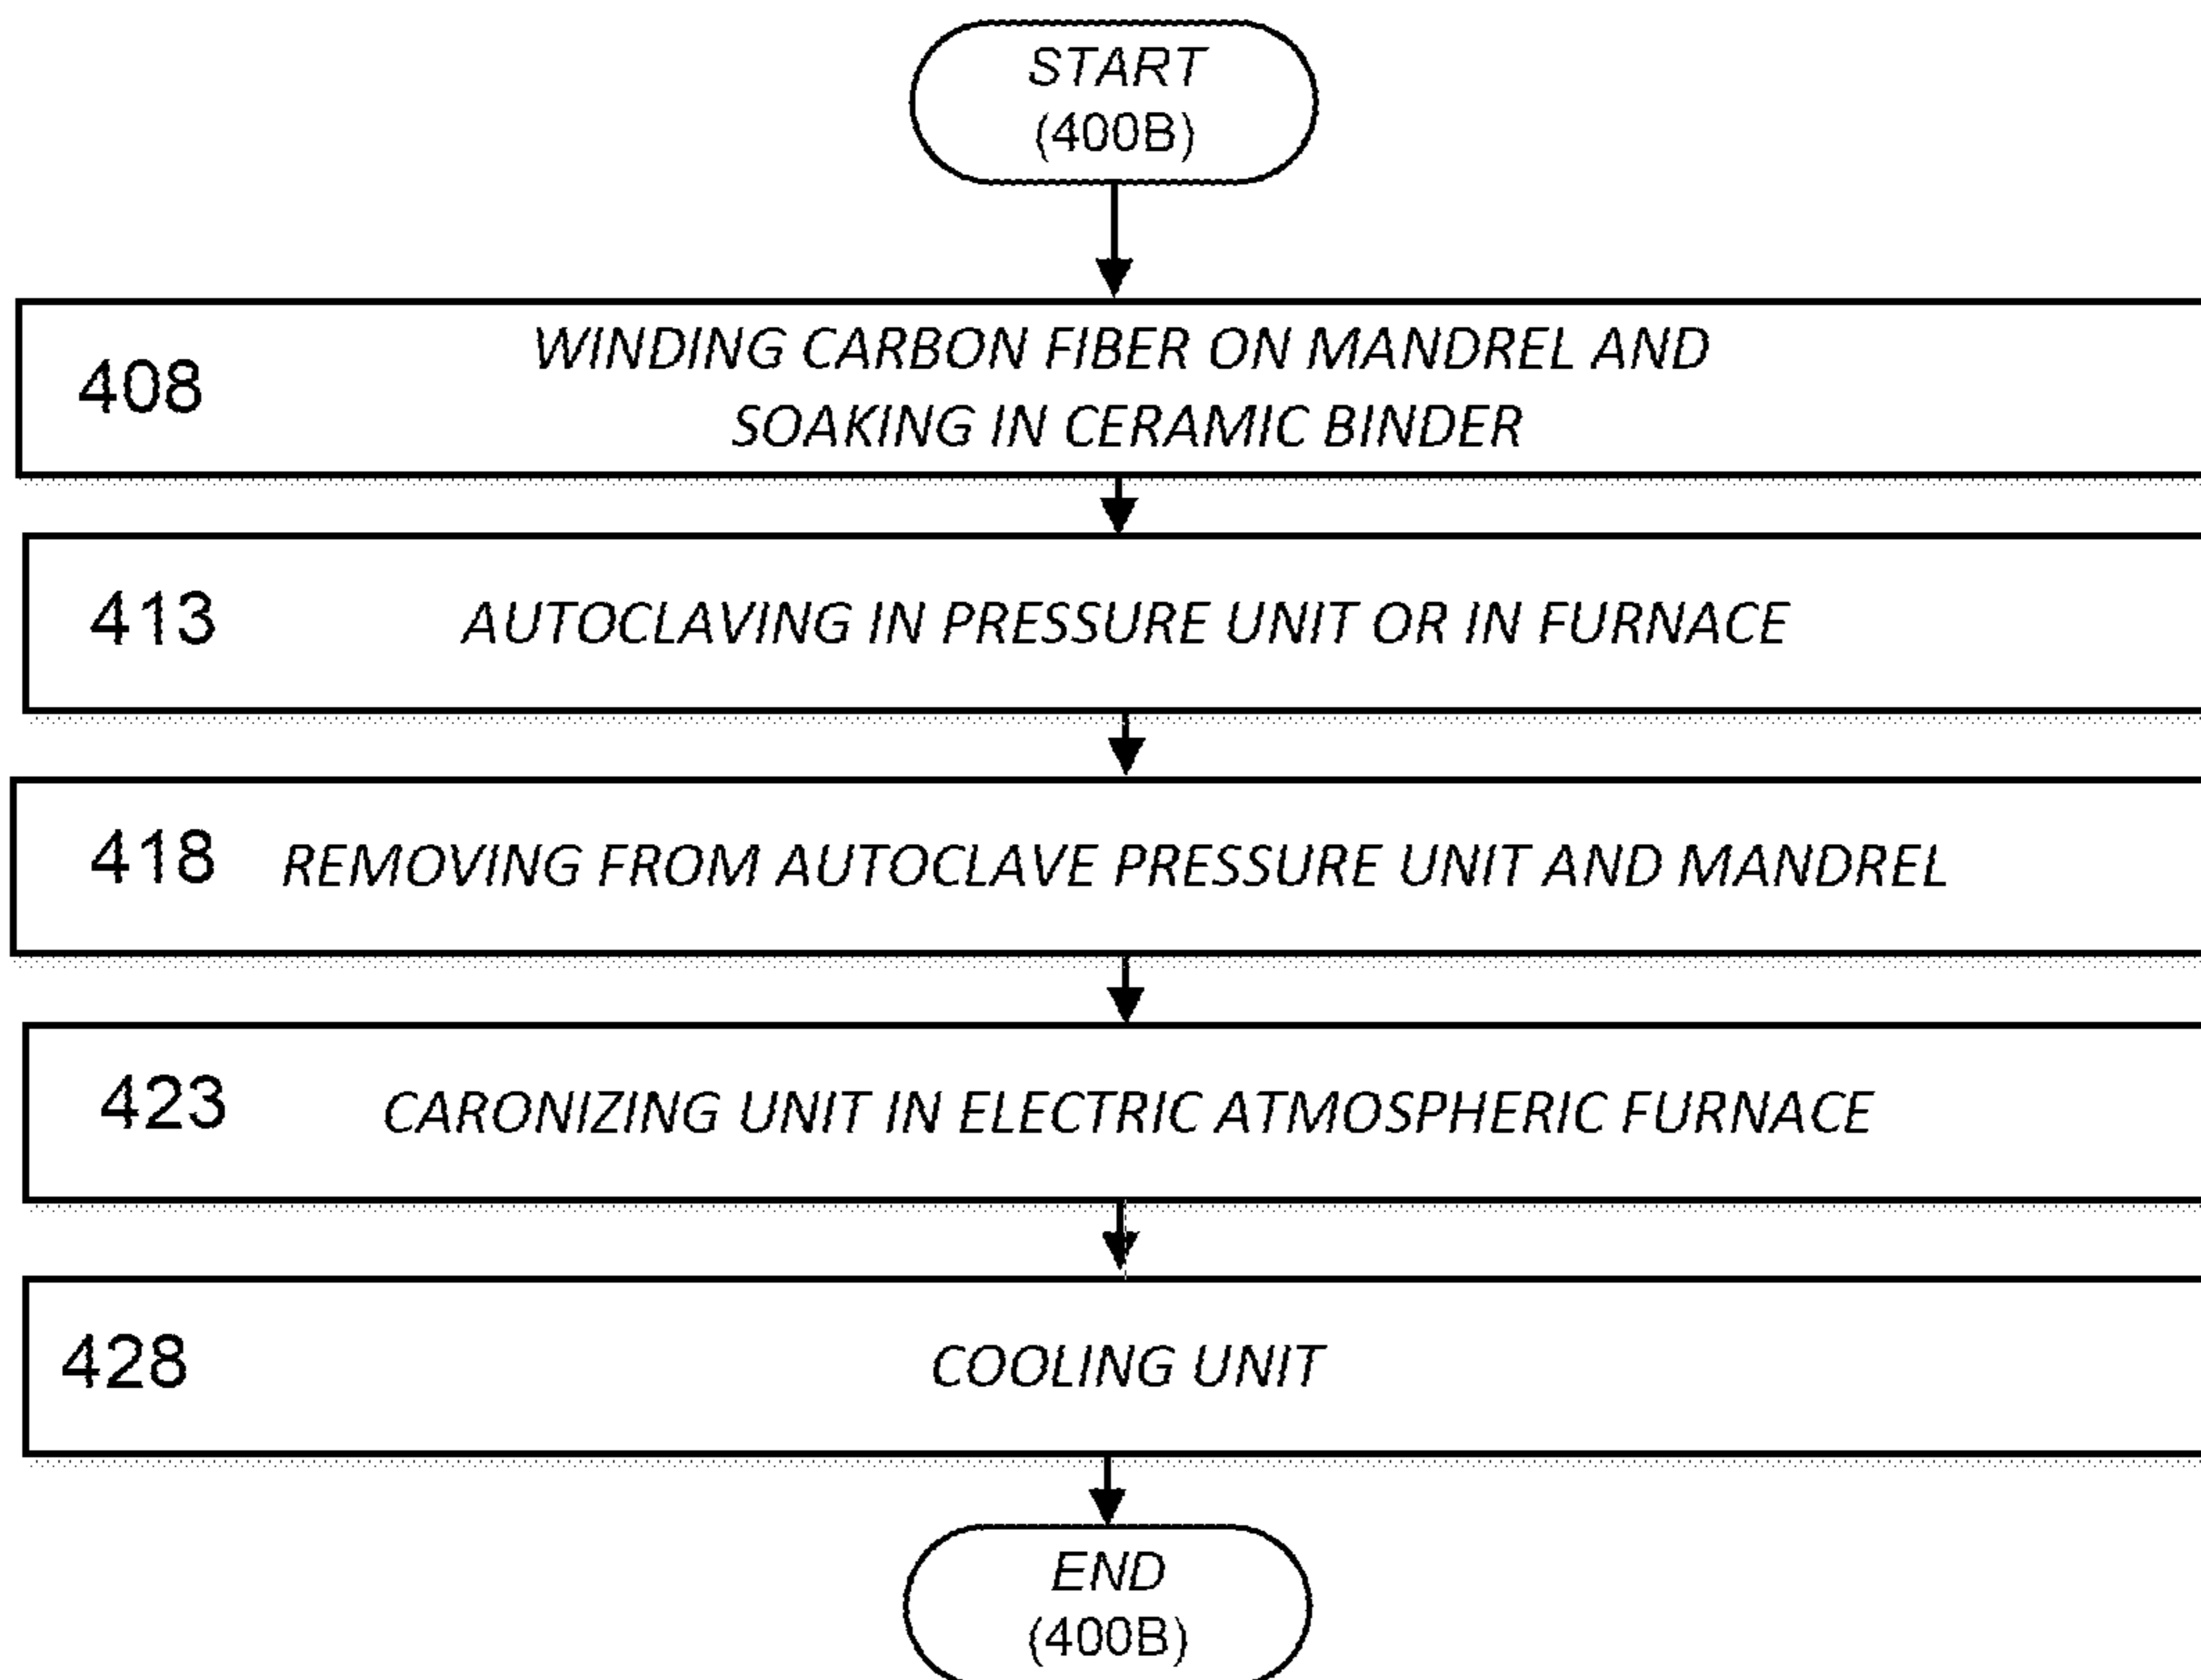 START
(400B)
408
WINDING CARBON FIBER ON MANDREL AND
SOAKING IN CERAMIC BINDER
413 AUTOCLAVING IN PRESSURE UNIT OR IN FURNACE
418 REMOVING FROM AUTOCLAVE PRESSURE UNIT AND MANDREL
423 CARONIZING UNIT IN ELECTRIC ATMOSPHERIC FURNACE
428 COOLING UNIT
END
(400B)